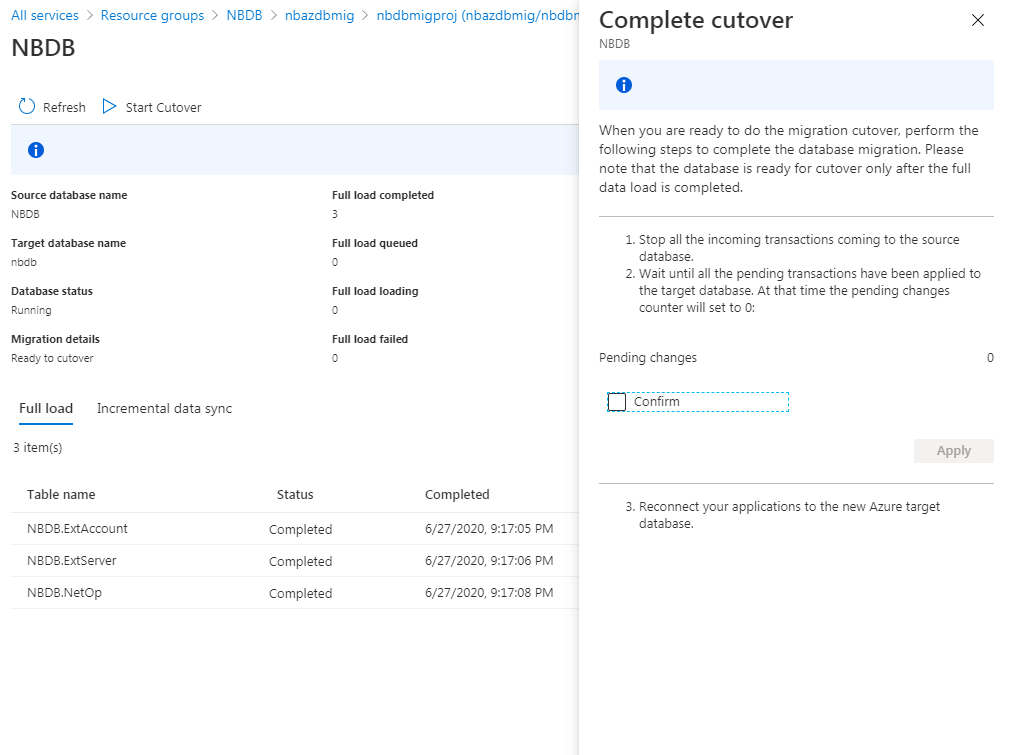 All services > Resource groups > NBDB > nbazdbmig > nbdbmigproj (nbazdbmig/nbdbm
NBDB
Refresh Start Cutover
Source database name Full load completed
NBDB 3
Target database name Full load queued
nbdb 0
Database status Full load loading
Running 0
Migration details Full load failed
Ready to cutover 0
Full load Incremental data sync
3 item(s)
Table name Status Completed
NBDB.ExtAccount Completed 6/27/2020, 9:17:05 PM
NBDB.ExtServer Completed 6/27/2020, 9:17:06 PM
NBDB.NetOp Completed 6/27/2020, 9:17:08 PM
Complete cutover
NBDB
When you are ready to do the migration cutover, perform the
following steps to complete the database migration. Please
note that the database is ready for cutover only after the full
data load is completed.
1. Stop all the incoming transactions coming to the source
database.
2. Wait until all the pending transactions have been applied to
the target database. At that time the pending changes
counter will set to 0:
Pending changes 0
Confirm
Apply
3. Reconnect your applications to the new Azure target
database.